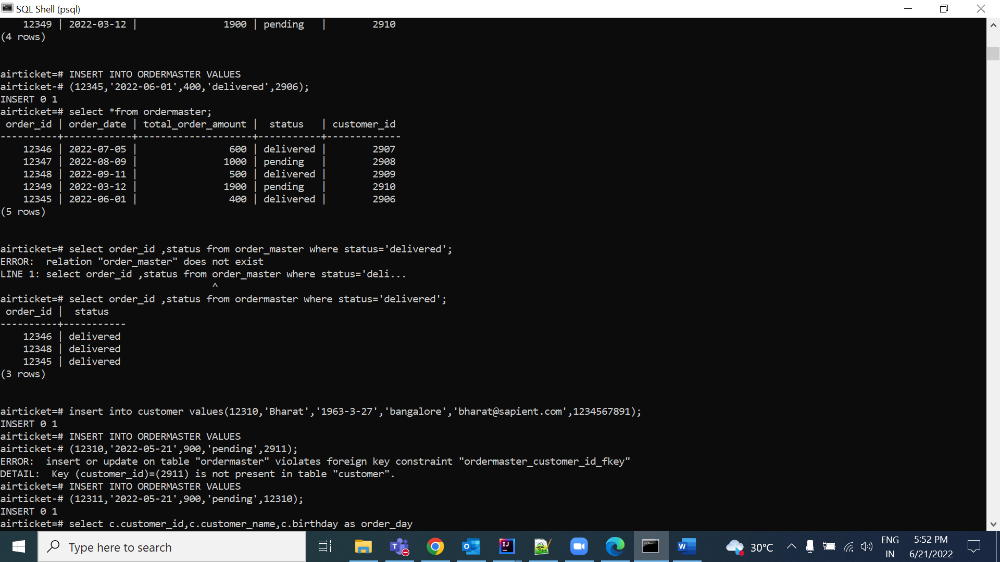 SQL Shell (psql)
    12349 | 2022-03-12 |               1900 | pending   |        2910
(4 rows)
airticket=# INSERT INTO ORDERMASTER VALUES
airticket-# (12345,'2022-06-01',400,'delivered',2906);
INSERT 0 1
airticket=# select *from ordermaster;
 order_id | order_date | total_order_amount |  status   | customer_id
----------+------------+--------------------+-----------+-------------
    12346 | 2022-07-05 |                600 | delivered |        2907
    12347 | 2022-08-09 |               1000 | pending   |        2908
    12348 | 2022-09-11 |                500 | delivered |        2909
    12349 | 2022-03-12 |               1900 | pending   |        2910
    12345 | 2022-06-01 |                400 | delivered |        2906
(5 rows)
airticket=# select order_id ,status from order_master where status='delivered';
ERROR:  relation "order_master" does not exist
LINE 1: select order_id ,status from order_master where status='deli...
                                     ^
airticket=# select order_id ,status from ordermaster where status='delivered';
 order_id |  status
----------+-----------
    12346 | delivered
    12348 | delivered
    12345 | delivered
(3 rows)
airticket=# insert into customer values(12310,'Bharat','1963-3-27','bangalore','bharat@sapient.com',1234567891);
INSERT 0 1
airticket=# INSERT INTO ORDERMASTER VALUES
airticket-# (12310,'2022-05-21',900,'pending',2911);
ERROR:  insert or update on table "ordermaster" violates foreign key constraint "ordermaster_customer_id_fkey"
DETAIL:  Key (customer_id)=(2911) is not present in table "customer".
airticket=# INSERT INTO ORDERMASTER VALUES
airticket-# (12311,'2022-05-21',900,'pending',12310);
INSERT 0 1
airticket=# select c.customer_id,c.customer_name,c.birthday as order_day
Type here to search
30°C
ENG
IN
5:52 PM
6/21/2022